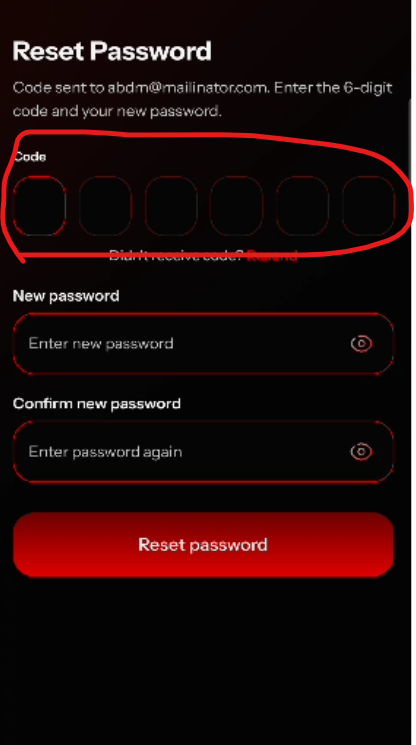 Reset Password
Code sent to abdm@mailinator.com. Enter the 6-digit
code and your new password.
Code
Didn't receive code? Resend
New password
Enter new password
Confirm new password
Enter password again
Reset password